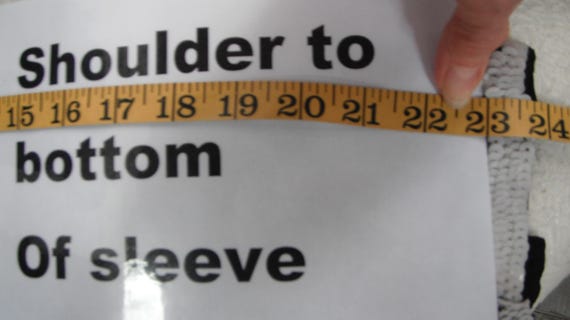 Shoulder to
15 16 17 18 19 20 21 22 23 24
bottom
Of sleeve